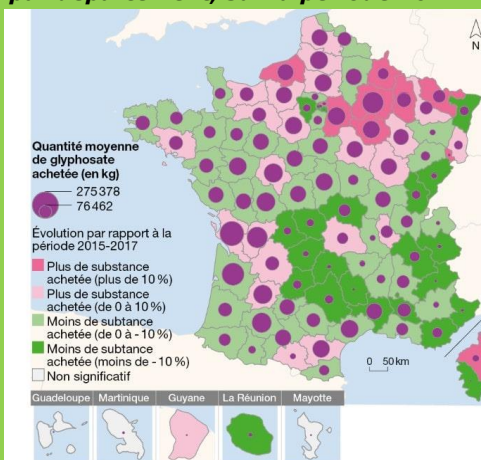 Quantité moyenne
de glyphosate
achetée (en kg)
275 378
76 462
Évolution par rapport à la
période 2015-2017
Plus de substance
achetée (plus de 10 %)
Plus de substance
achetée (de 0 à 10 %)
Moins de subtance
achetée (de 0 à - 10 %)
Moins de subtance
achetée (moins de - 10 %)
Non significatif
N
0 50 km
Guadeloupe Martinique Guyane La Réunion Mayotte